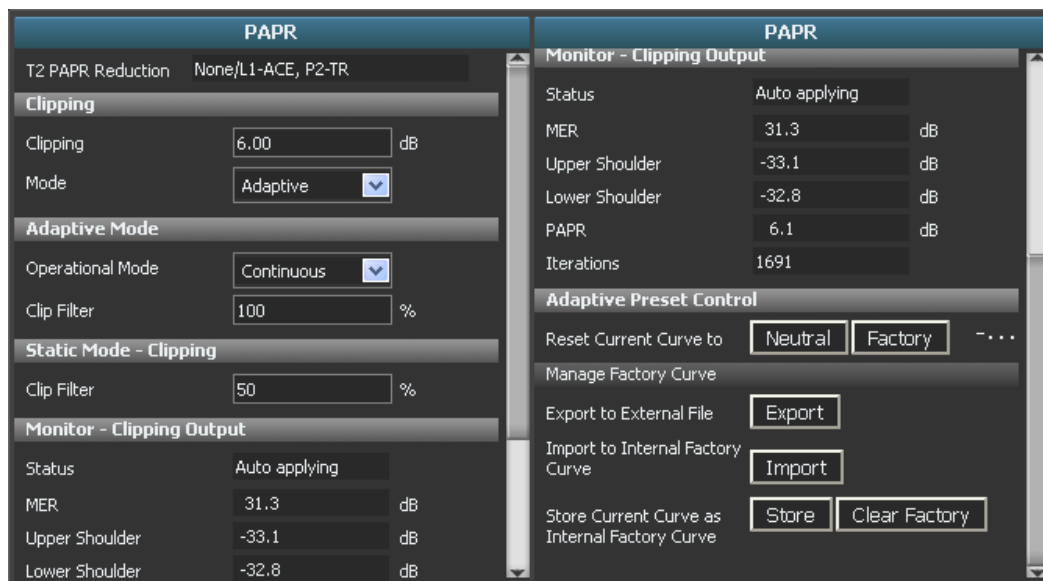 PAPR
T2 PAPR Reduction None/L1-ACE, P2-TR
Clipping
Clipping 6.00 dB
Mode Adaptive
Adaptive Mode
Operational Mode Continuous
Clip Filter 100 %
Static Mode - Clipping
Clip Filter 50 %
Monitor - Clipping Output
Status Auto applying
MER 31.3 dB
Upper Shoulder -33.1 dB
Lower Shoulder -32.8 dB
PAPR
Monitor - Clipping Output
Status Auto applying
MER 31.3 dB
Upper Shoulder -33.1 dB
Lower Shoulder -32.8 dB
PAPR 6.1 dB
Iterations 1691
Adaptive Preset Control
Reset Current Curve to Neutral Factory -...
Manage Factory Curve
Export to External File Export
Import to Internal Factory
Curve Import
Store Current Curve as Store Clear Factory
Internal Factory Curve